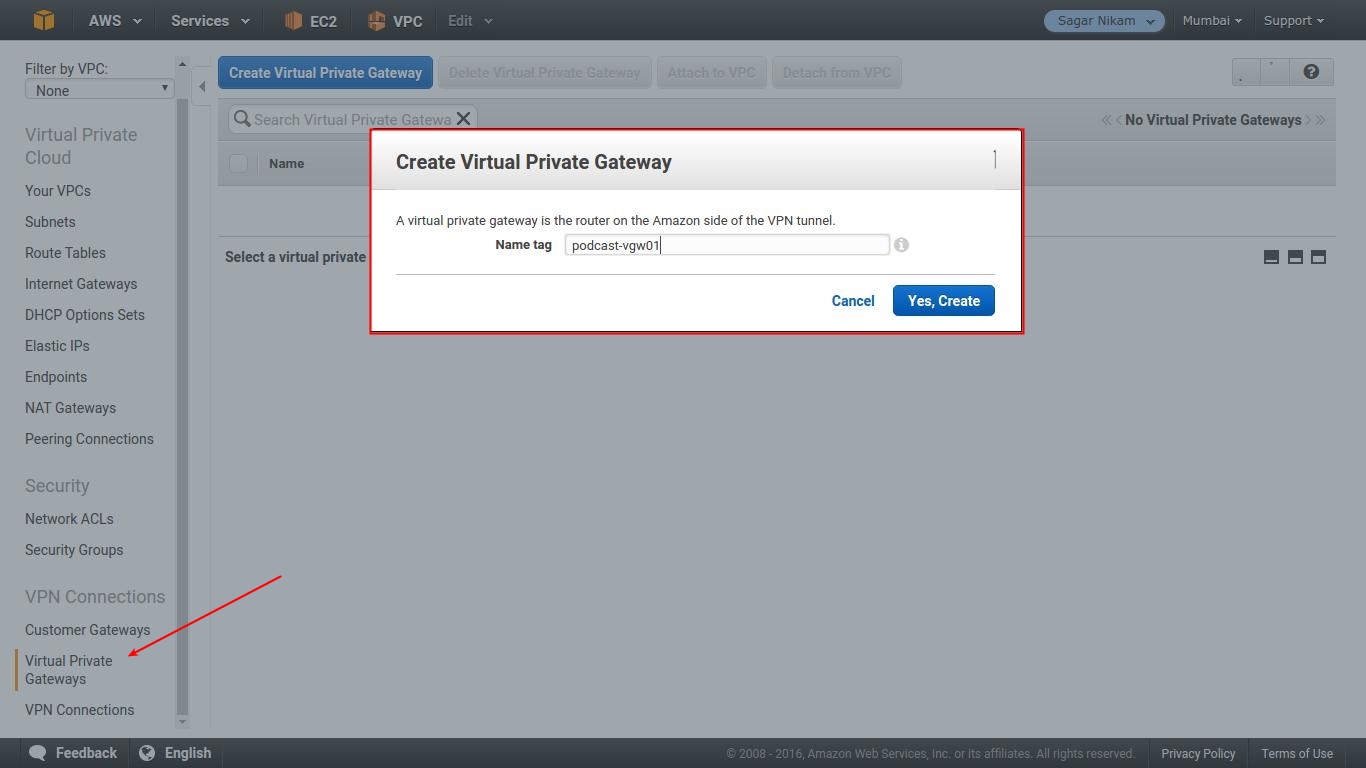 AWS Services EC2 VPC Edit Sagar Nikam Mumbai Support
Filter by VPC:
None
Virtual Private
Cloud
Your VPCs
Subnets
Route Tables
Internet Gateways
DHCP Options Sets
Elastic IPs
Endpoints
NAT Gateways
Peering Connections
Security
Network ACLs
Security Groups
VPN Connections
Customer Gateways
Virtual Private
Gateways
VPN Connections
Create Virtual Private Gateway Delete Virtual Private Gateway Attach to VPC Detach from VPC
Search Virtual Private Gatewa No Virtual Private Gateways
Name
Select a virtual private
Create Virtual Private Gateway
A virtual private gateway is the router on the Amazon side of the VPN tunnel.
Name tag podcast-vgw01
Cancel Yes, Create
Feedback English © 2008 - 2016, Amazon Web Services, Inc. or its affiliates. All rights reserved. Privacy Policy Terms of Use